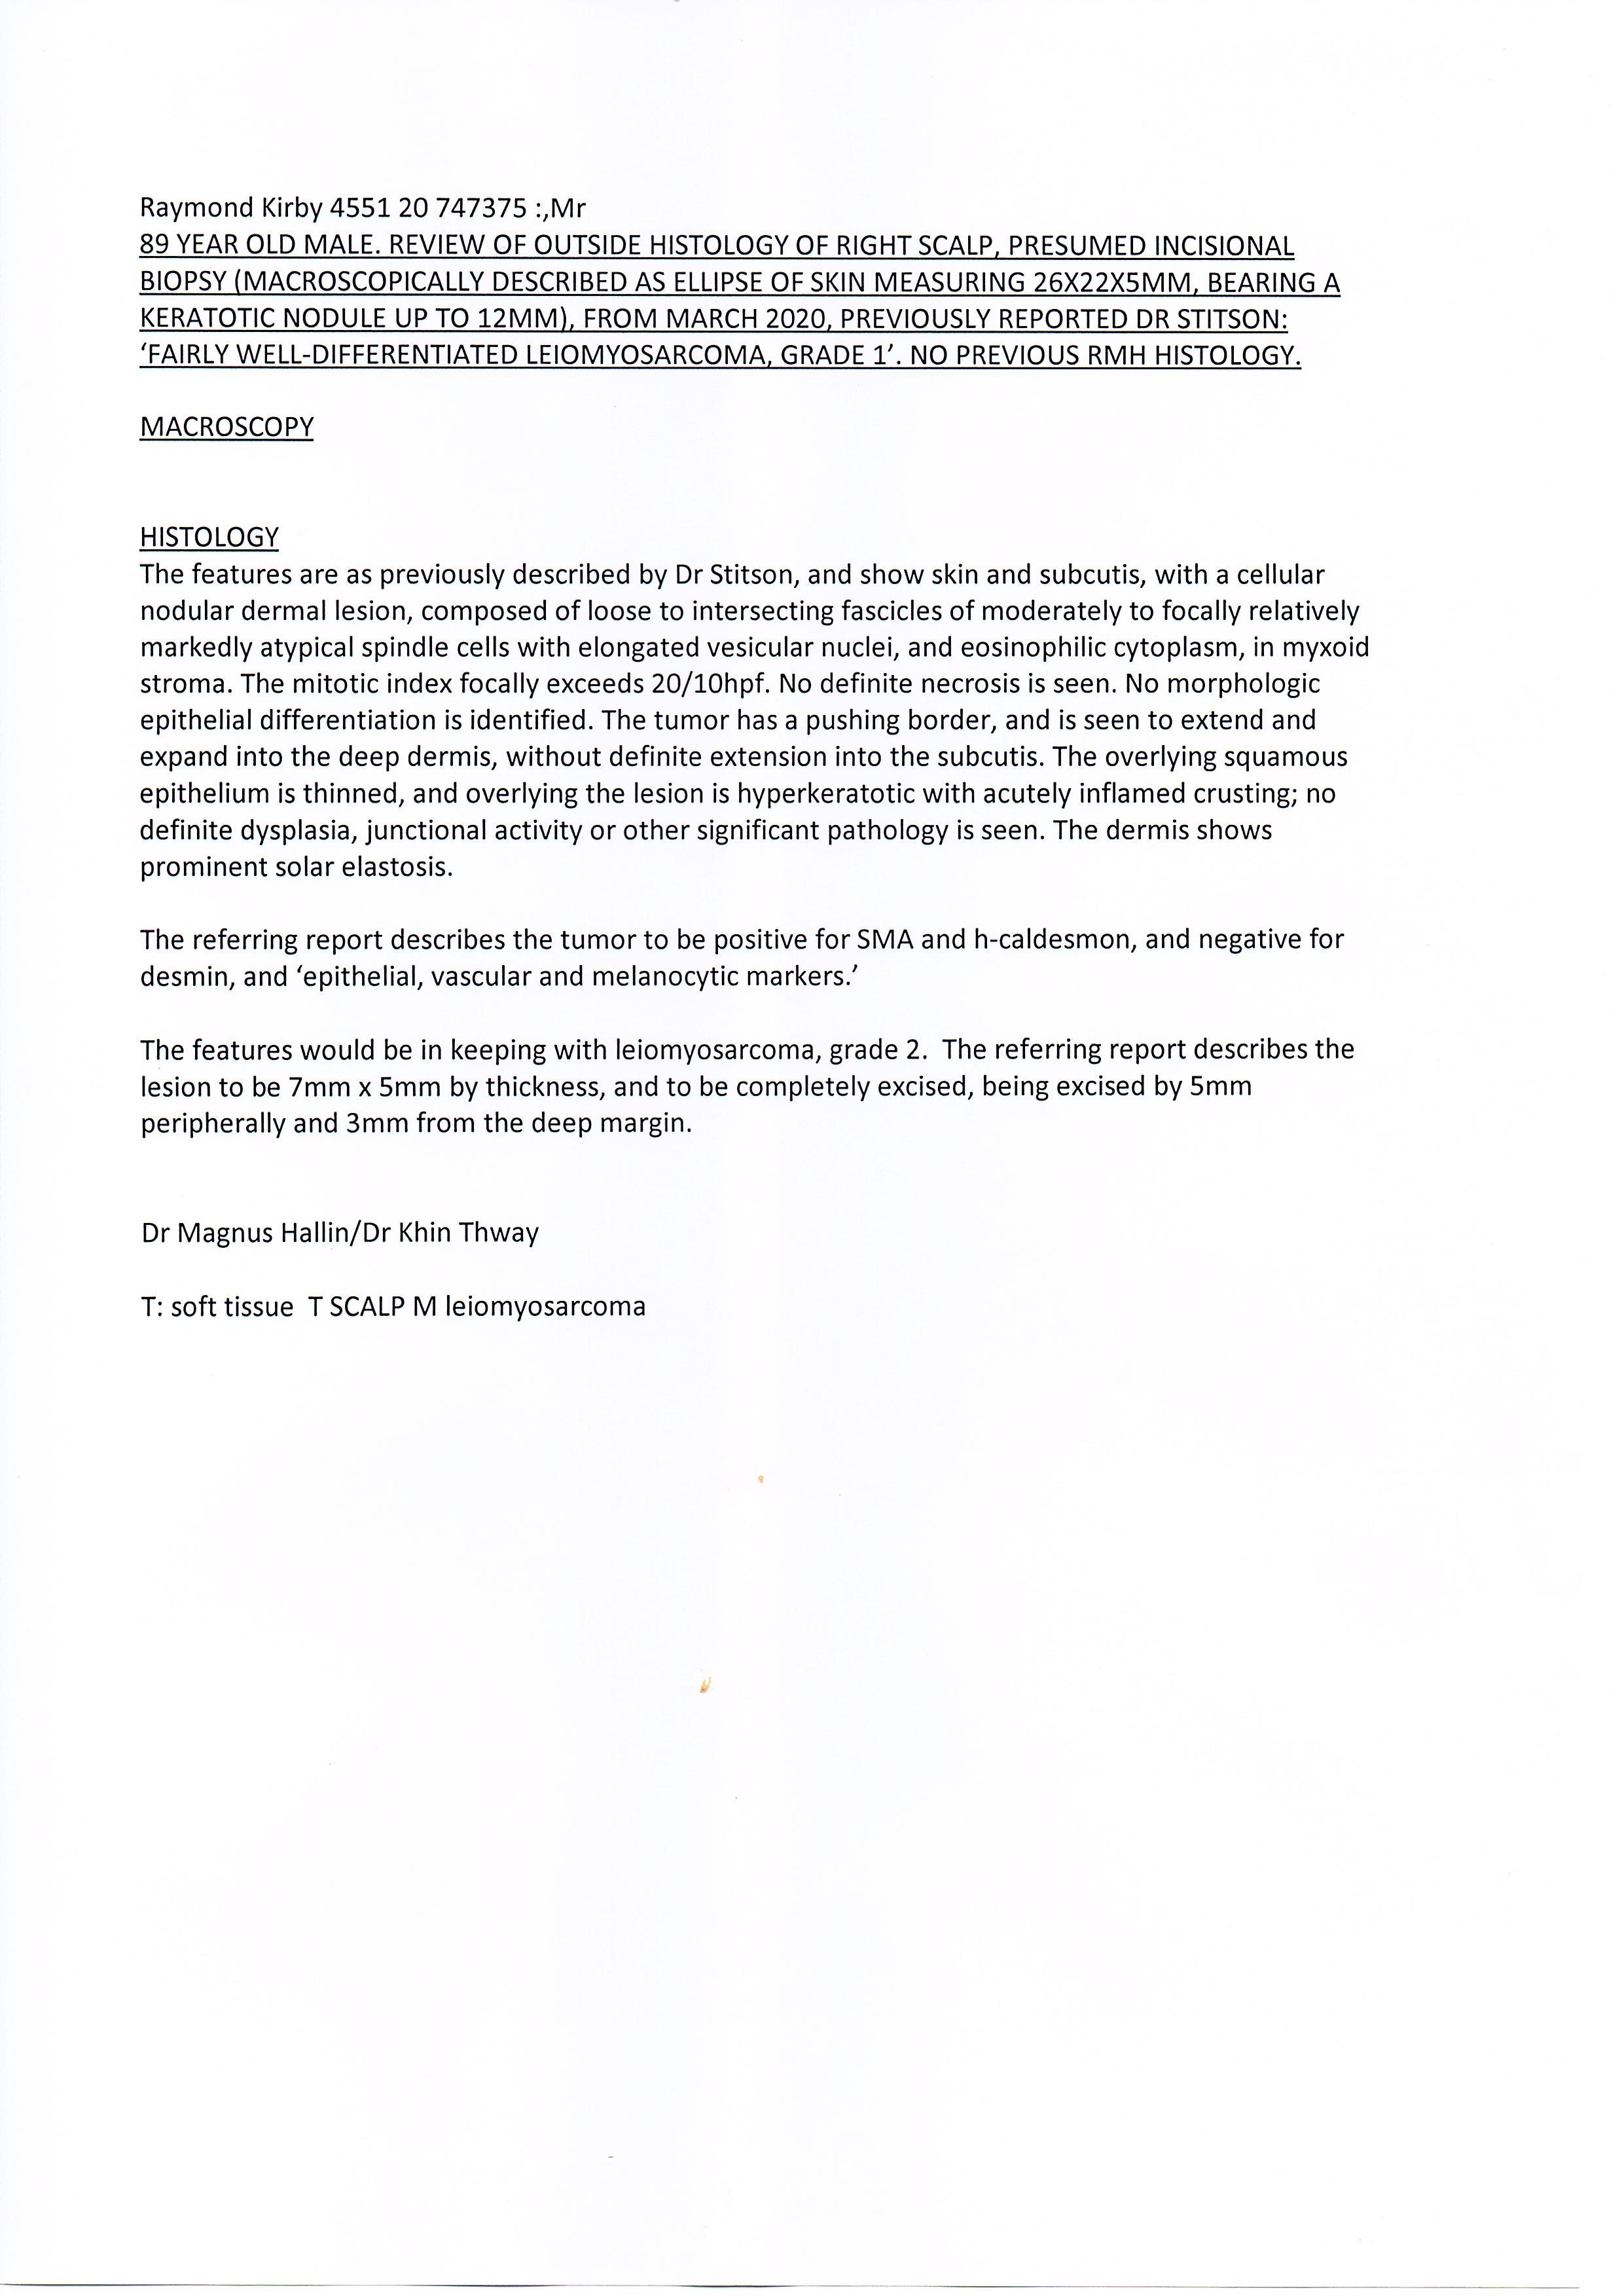 Raymond Kirby 4551 20 747375 :,Mr
89 YEAR OLD MALE. REVIEW OF OUTSIDE HISTOLOGY OF RIGHT SCALP, PRESUMED INCISIONAL
BIOPSY (MACROSCOPICALLY DESCRIBED AS ELLIPSE OF SKIN MEASURING 26X22X5MM, BEARING A
KERATOTIC NODULE UP TO 12MM), FROM MARCH 2020, PREVIOUSLY REPORTED DR STITSON:
‘FAIRLY WELL-DIFFERENTIATED LEIOMYOSARCOMA, GRADE 1’. NO PREVIOUS RMH HISTOLOGY.
MACROSCOPY
HISTOLOGY
The features are as previously described by Dr Stitson, and show skin and subcutis, with a cellular
nodular dermal lesion, composed of loose to intersecting fascicles of moderately to focally relatively
markedly atypical spindle cells with elongated vesicular nuclei, and eosinophilic cytoplasm, in myxoid
stroma. The mitotic index focally exceeds 20/10hpf. No definite necrosis is seen. No morphologic
epithelial differentiation is identified. The tumor has a pushing border, and is seen to extend and
expand into the deep dermis, without definite extension into the subcutis. The overlying squamous
epithelium is thinned, and overlying the lesion is hyperkeratotic with acutely inflamed crusting; no
definite dysplasia, junctional activity or other significant pathology is seen. The dermis shows
prominent solar elastosis.
The referring report describes the tumor to be positive for SMA and h-caldesmon, and negative for
desmin, and ‘epithelial, vascular and melanocytic markers.’
The features would be in keeping with leiomyosarcoma, grade 2. The referring report describes the
lesion to be 7mm x 5mm by thickness, and to be completely excised, being excised by 5mm
peripherally and 3mm from the deep margin.
Dr Magnus Hallin/Dr Khin Thway
T: soft tissue T SCALP M leiomyosarcoma